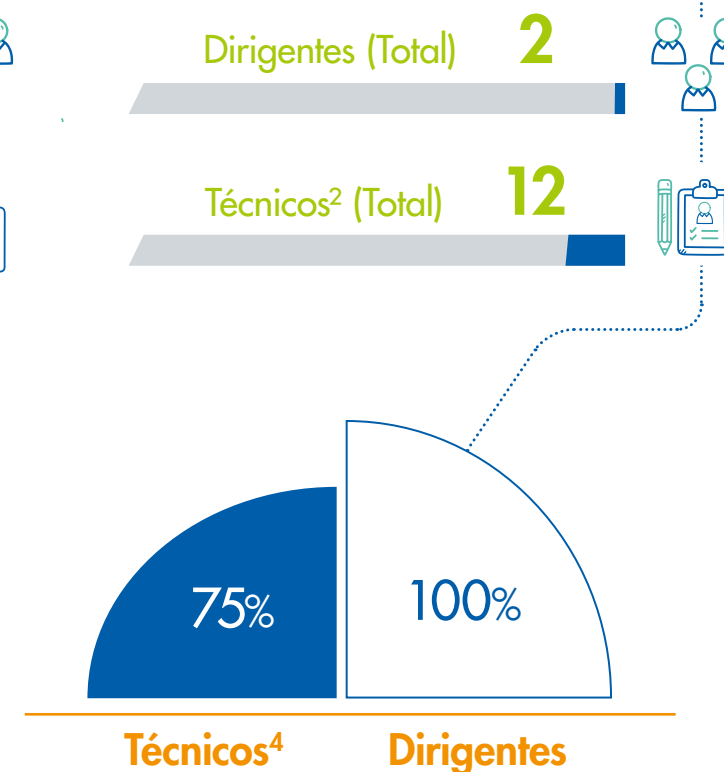 Dirigentes (Total) 2
Técnicos² (Total) 12
75% 100%
Técnicos⁴ Dirigentes